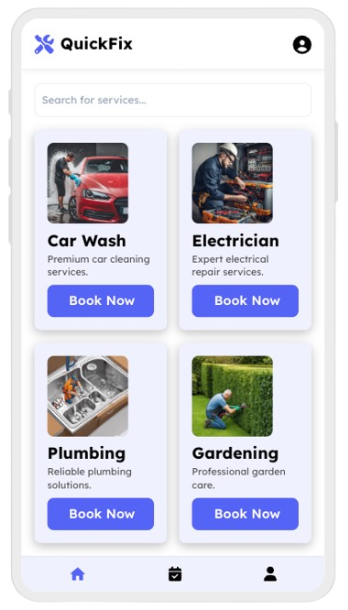 QuickFix
Search for services...
Car Wash
Premium car cleaning
services.
Book Now
Electrician
Expert electrical
repair services.
Book Now
Plumbing
Reliable plumbing
solutions.
Book Now
Gardening
Professional garden
care.
Book Now